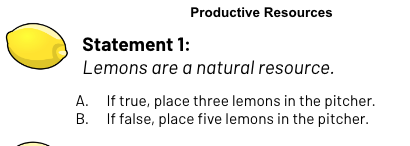 Productive Resources
Statement 1:
Lemons are a natural resource.
A. If true, place three lemons in the pitcher.
B. If false, place five lemons in the pitcher.